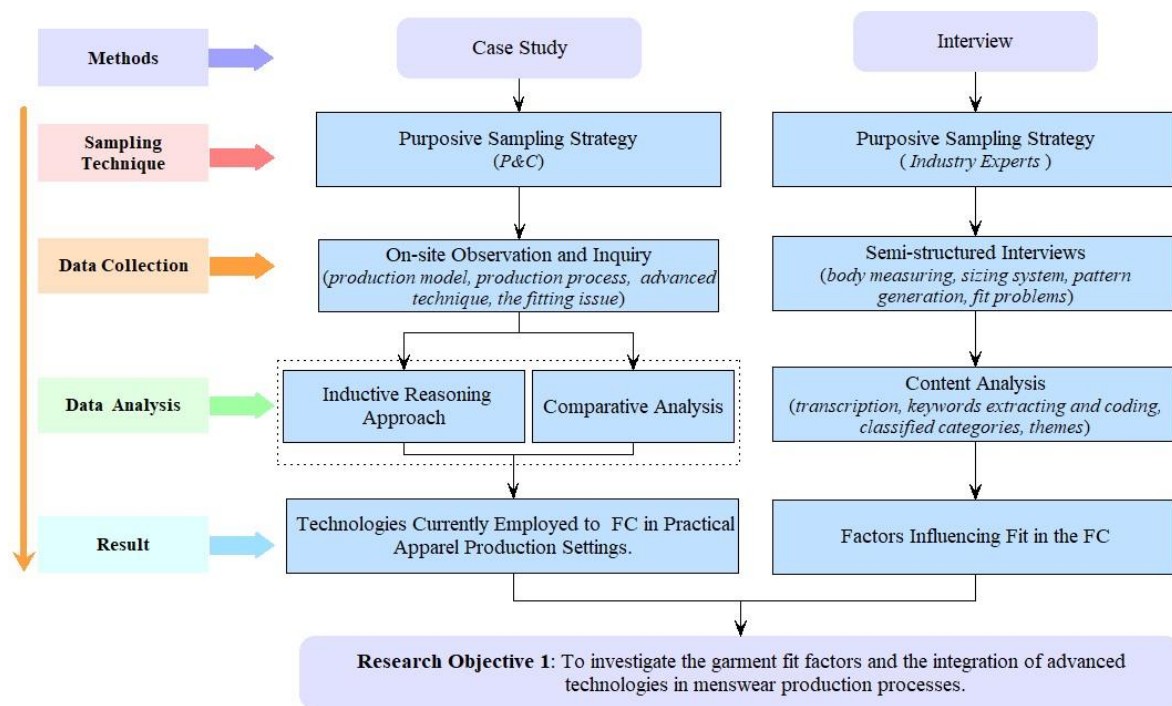 Methods
Case Study
Interview
Sampling
Technique
Purposive Sampling Strategy
(P&C)
Purposive Sampling Strategy
( Industry Experts )
Data Collection
On-site Observation and Inquiry
(production model, production process, advanced
technique, the fitting issue)
Semi-structured Interviews
(body measuring, sizing system, pattern
generation, fit problems)
Data Analysis
Inductive Reasoning
Approach
Comparative Analysis
Content Analysis
(transcription, keywords extracting and coding,
classified categories, themes)
Result
Technologies Currently Employed to FC in Practical
Apparel Production Settings.
Factors Influencing Fit in the FC
Research Objective 1: To investigate the garment fit factors and the integration of advanced
technologies in menswear production processes.